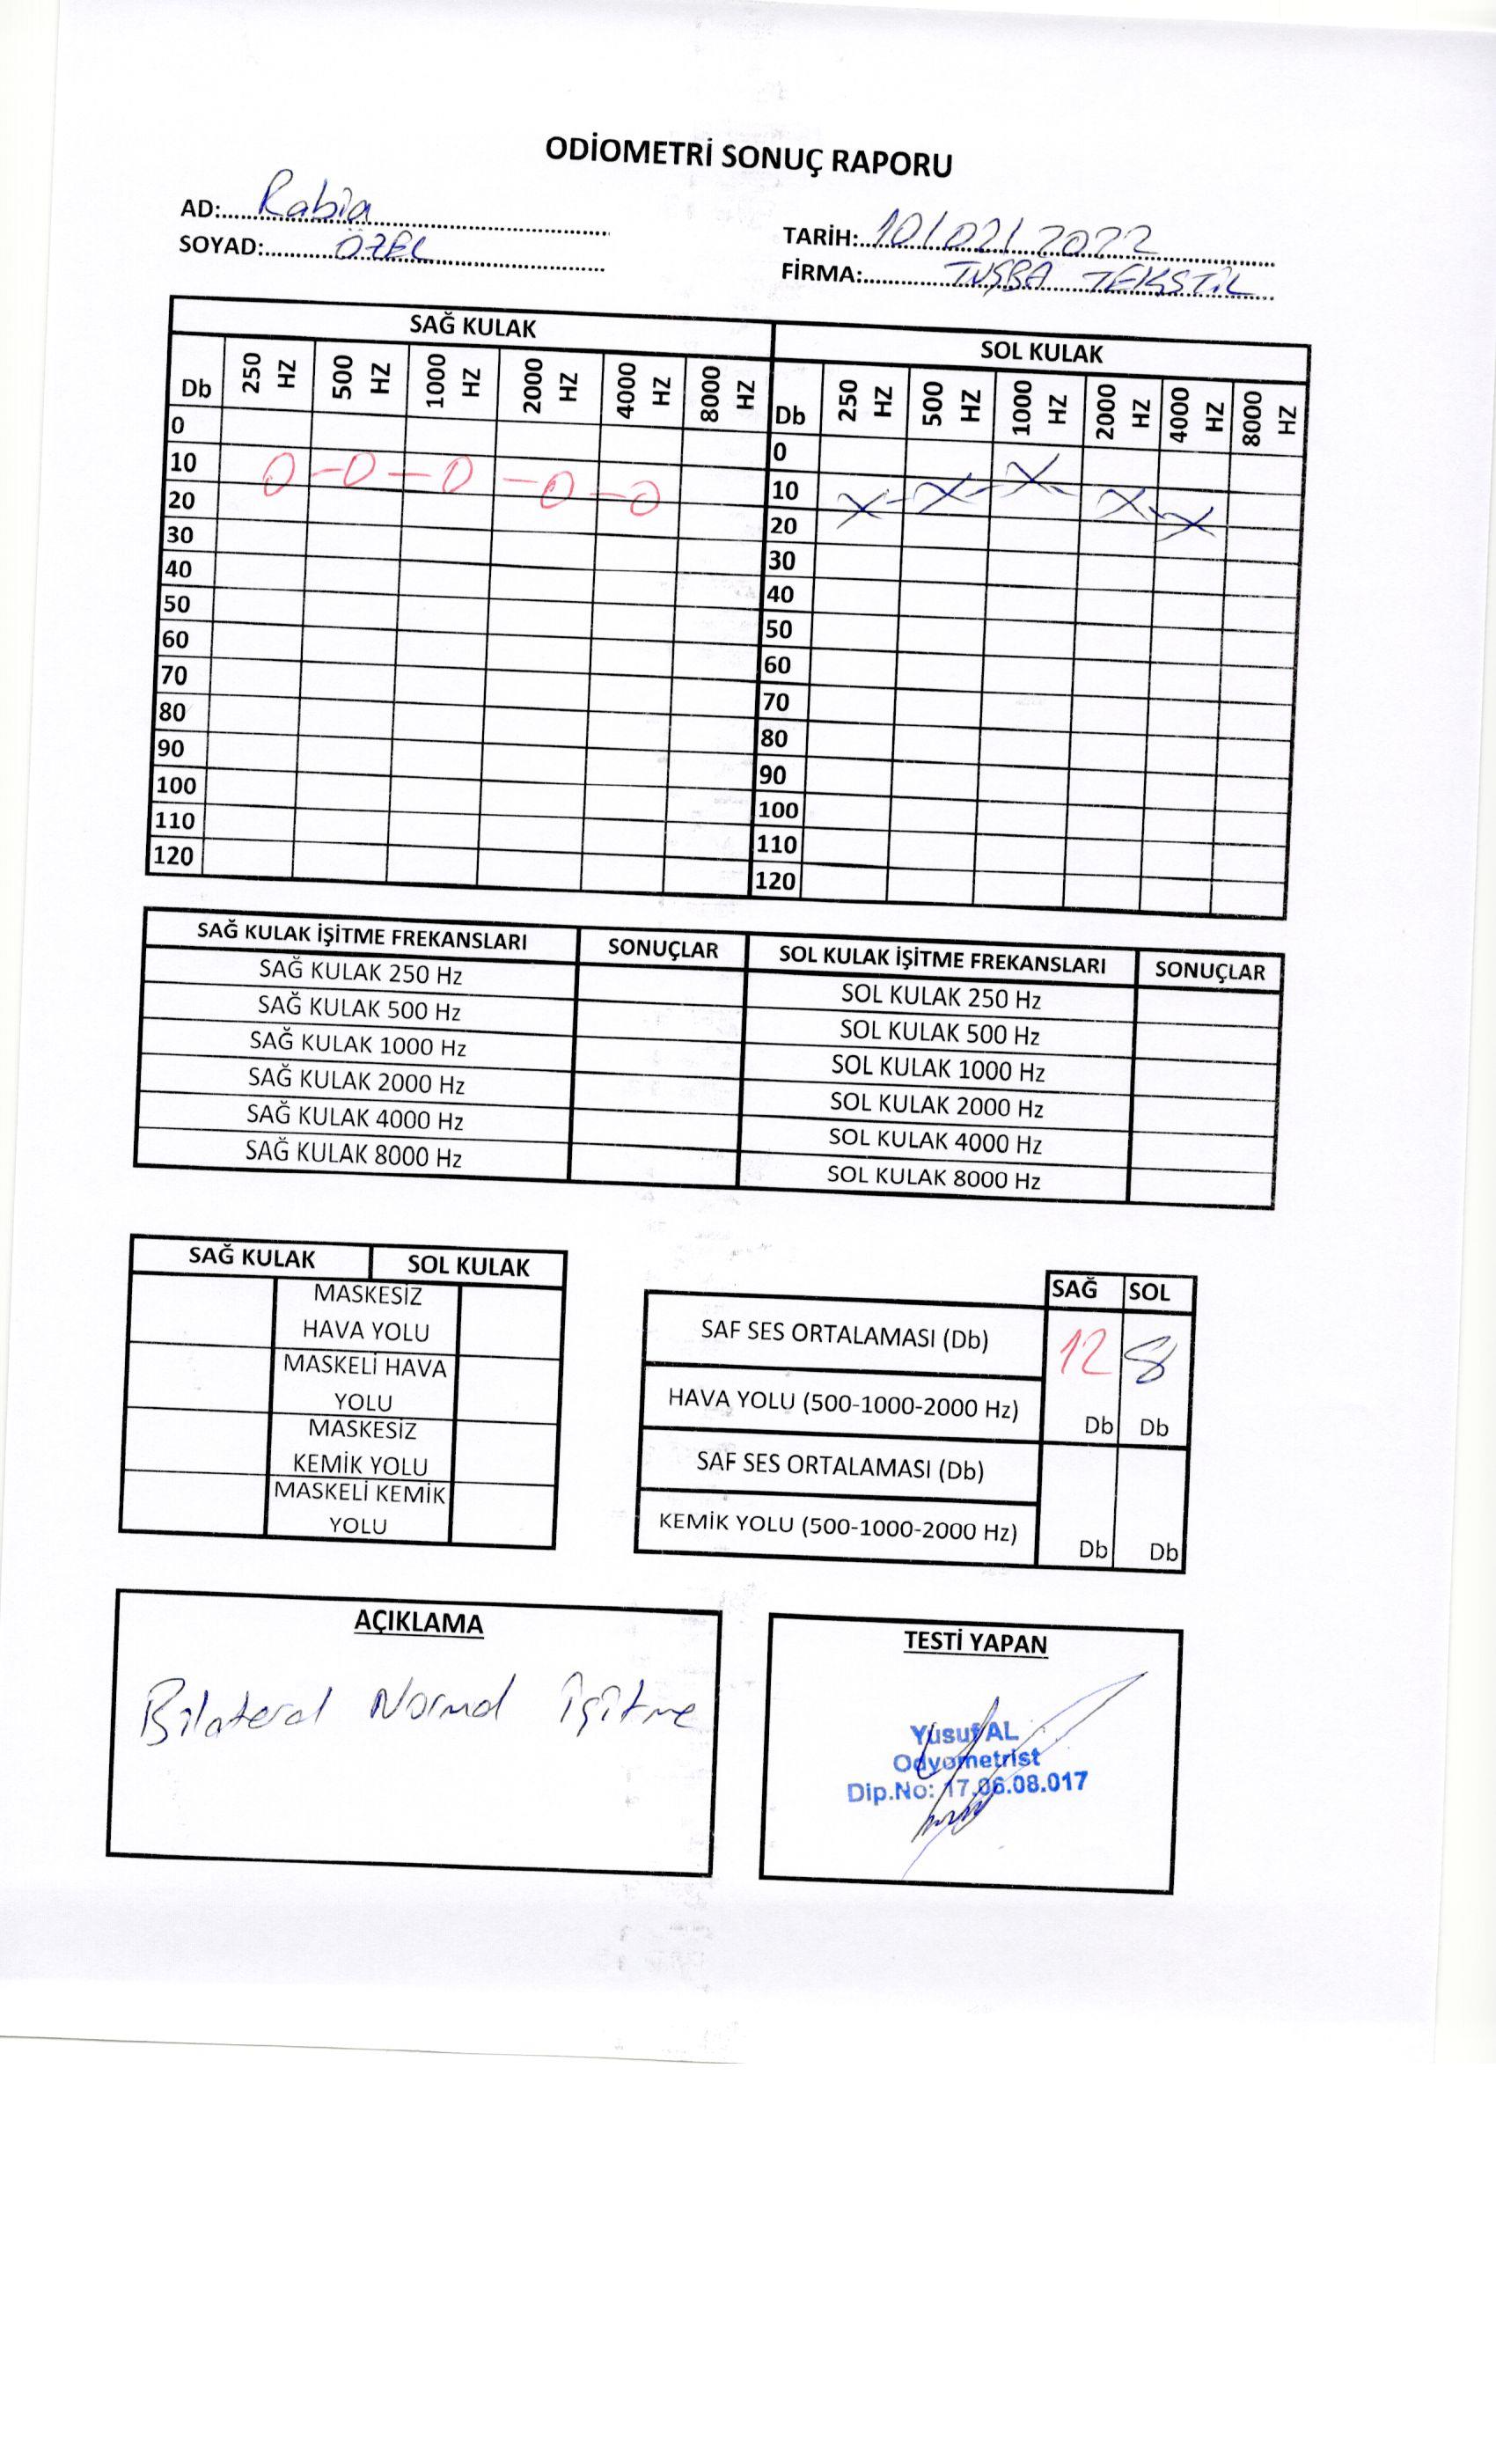 ODİOMETRİ SONUÇ RAPORU
AD: Rabia
SOYAD: ÖZEL
TARİH: 10/02/2022
FİRMA: TUŞBA TEKSTİL
SAĞ KULAK SOL KULAK
Db 250 HZ 500 HZ 1000 HZ 2000 HZ 4000 HZ 8000 HZ Db 250 HZ 500 HZ 1000 HZ 2000 HZ 4000 HZ 8000 HZ
0 0
10 10
20 20
30 30
40 40
50 50
60 60
70 70
80 80
90 90
100 100
110 110
120 120
SAĞ KULAK İŞİTME FREKANSLARI SONUÇLAR SOL KULAK İŞİTME FREKANSLARI SONUÇLAR
SAĞ KULAK 250 Hz SOL KULAK 250 Hz
SAĞ KULAK 500 Hz SOL KULAK 500 Hz
SAĞ KULAK 1000 Hz SOL KULAK 1000 Hz
SAĞ KULAK 2000 Hz SOL KULAK 2000 Hz
SAĞ KULAK 4000 Hz SOL KULAK 4000 Hz
SAĞ KULAK 8000 Hz SOL KULAK 8000 Hz
SAĞ KULAK SOL KULAK
MASKESİZ
HAVA YOLU
MASKELİ HAVA
YOLU
MASKESİZ
KEMİK YOLU
MASKELİ KEMİK
YOLU
SAĞ SOL
SAF SES ORTALAMASI (Db) 12 8
HAVA YOLU (500-1000-2000 Hz) Db Db
SAF SES ORTALAMASI (Db)
KEMİK YOLU (500-1000-2000 Hz) Db Db
AÇIKLAMA
Bilateral Normal işitme
TESTİ YAPAN
Yusuf AL
Odyometrist
Dip.No: 17.06.08.017